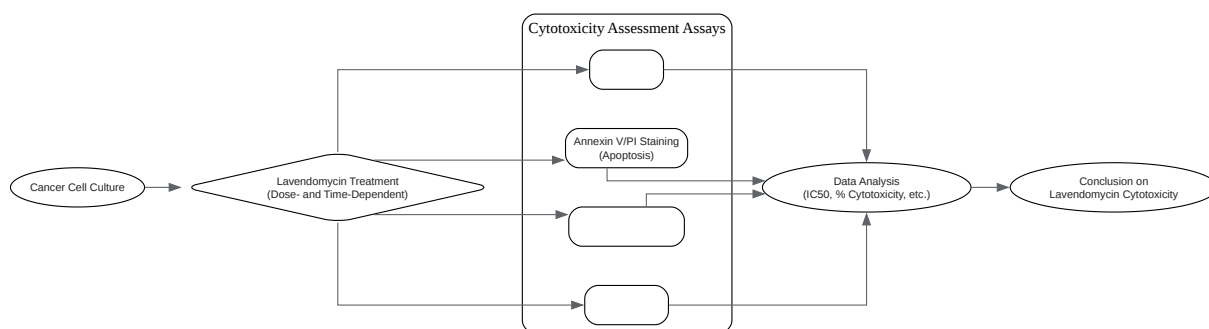 Cytotoxicity Assessment Assays
Annexin V/PI Staining
(Apoptosis)
Cancer Cell Culture
Lavendomycin Treatment
(Dose- and Time-Dependent)
Data Analysis
(IC50, % Cytotoxicity, etc.)
Conclusion on
Lavendomycin Cytotoxicity